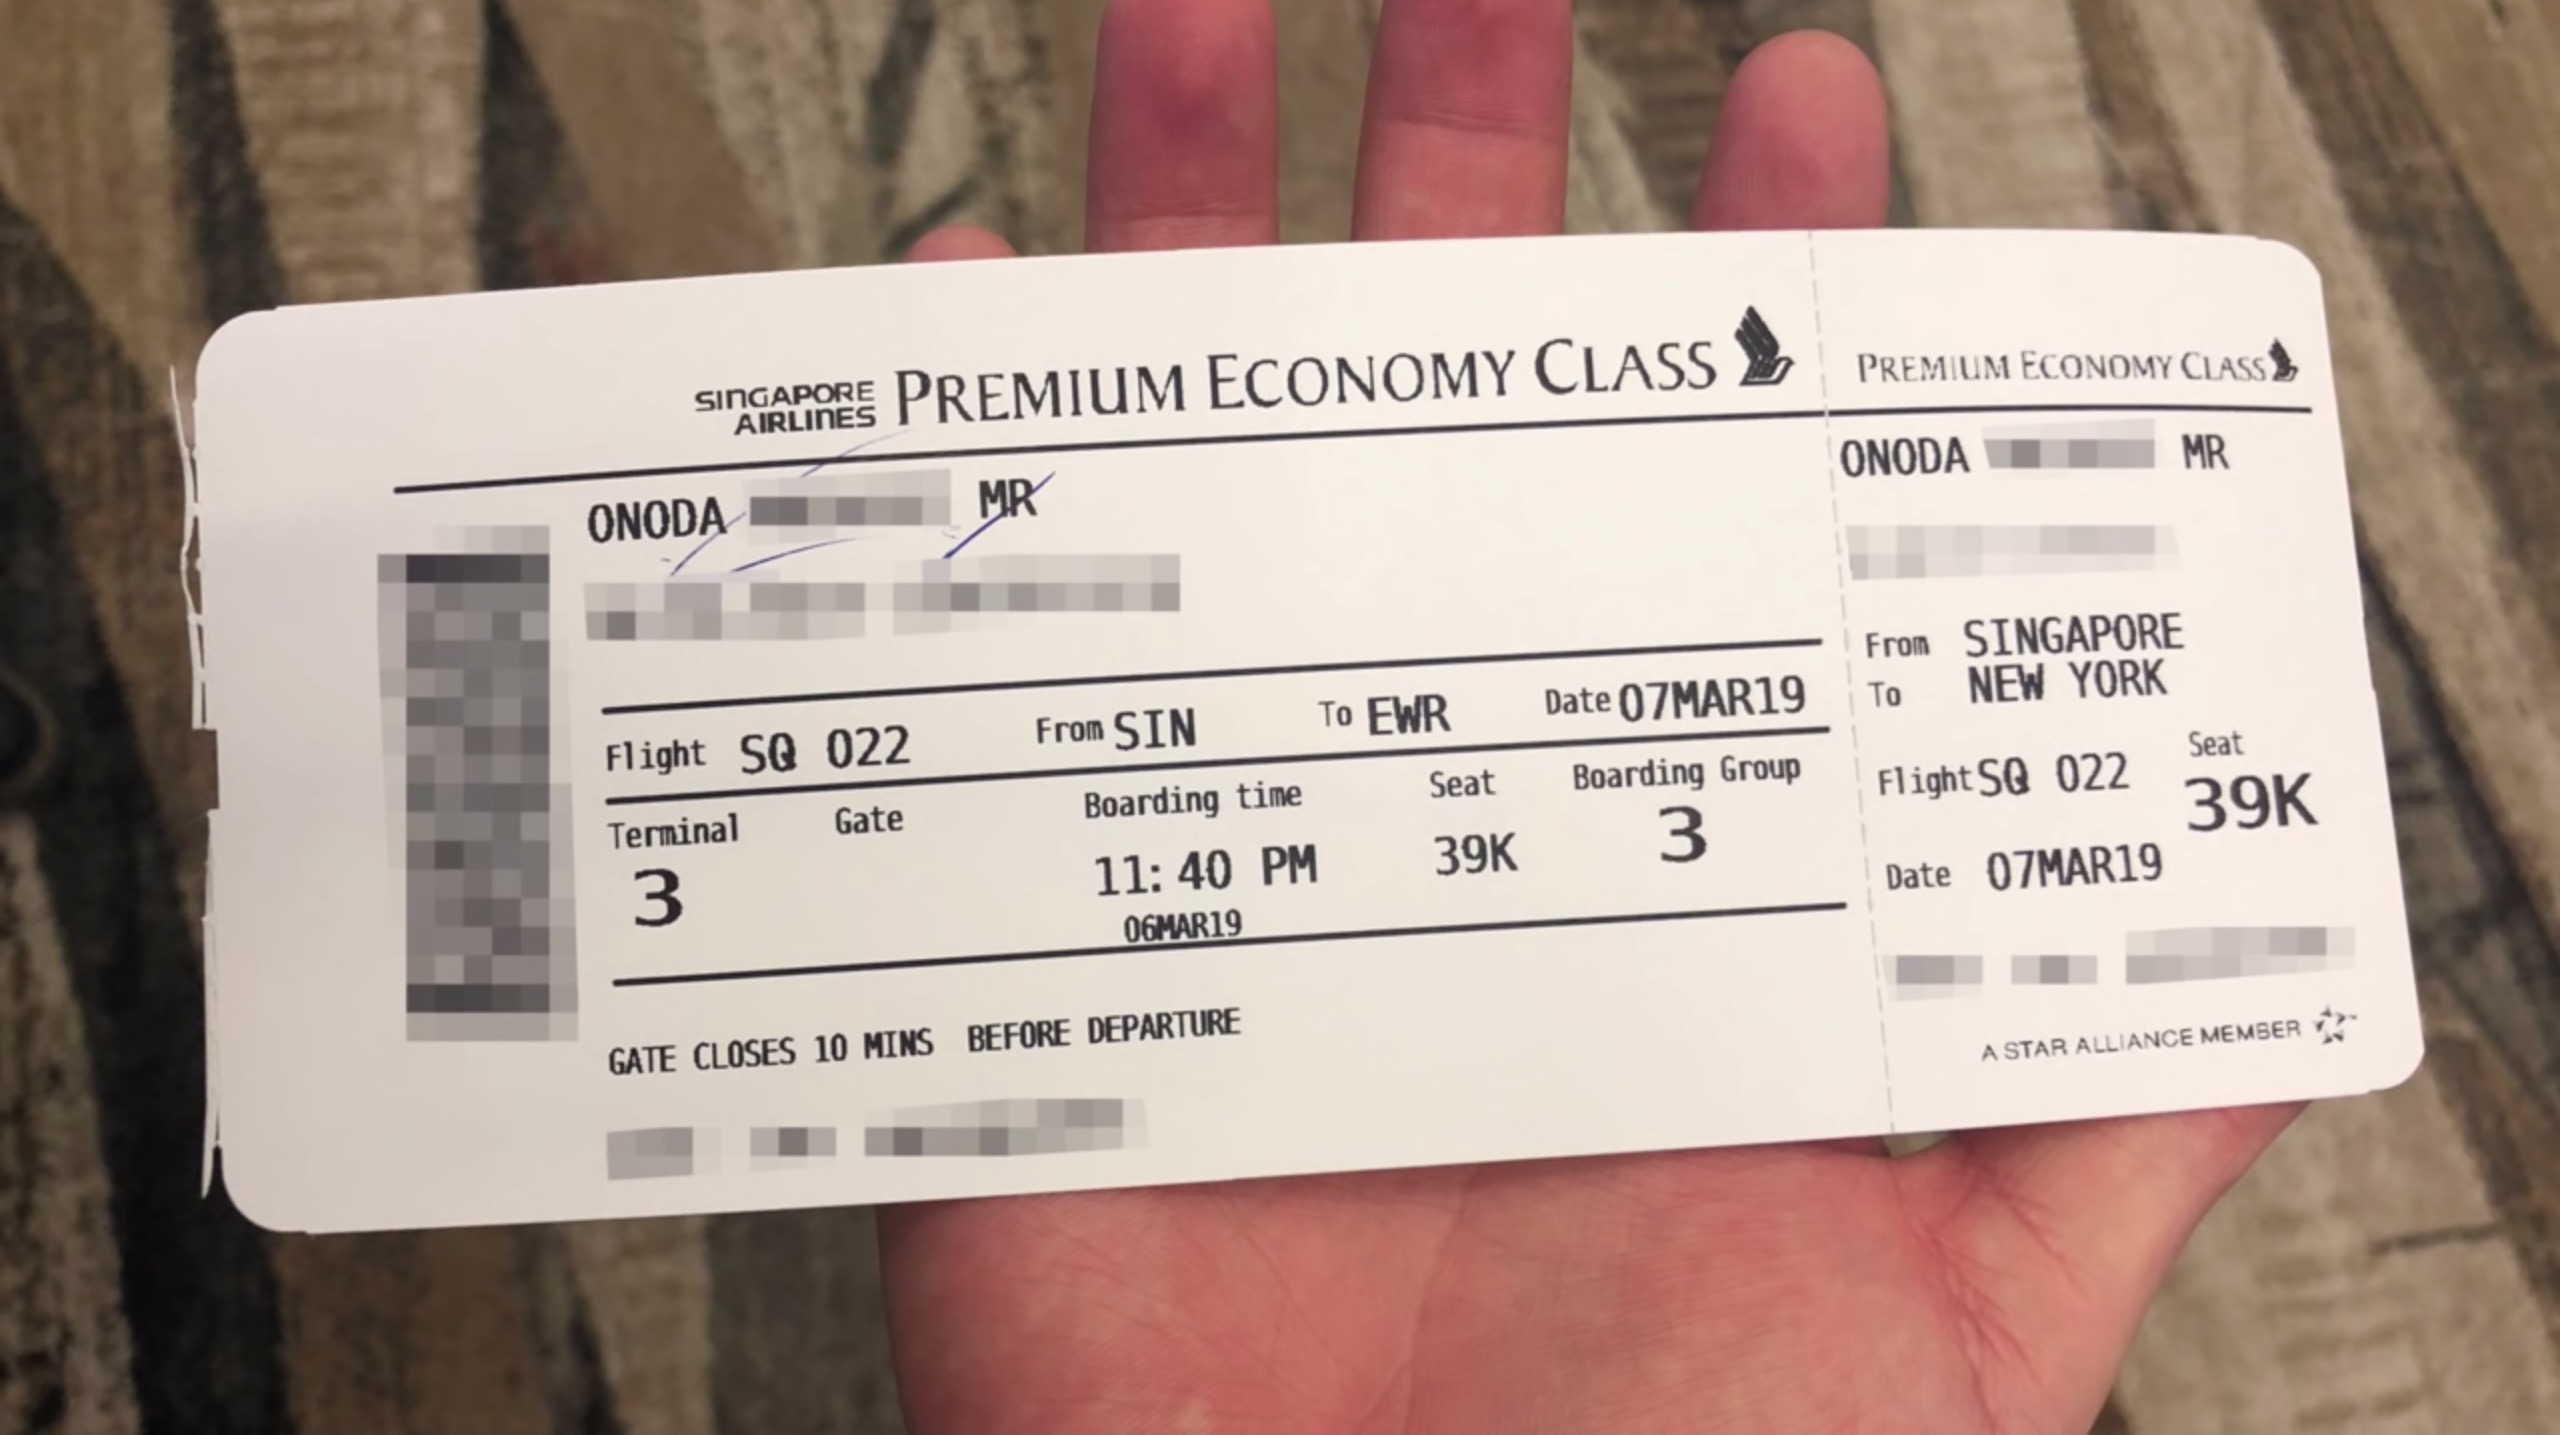 SINGAPORE AIRLINES PREMIUM ECONOMY CLASS
ONODA MR
Flight SQ 022 From SIN To EWR Date 07MAR19
Terminal Gate Boarding time Seat Boarding Group
3 11:40 PM 39K 3
06MAR19
GATE CLOSES 10 MINS BEFORE DEPARTURE
PREMIUM ECONOMY CLASS
ONODA MR
From SINGAPORE
To NEW YORK
Flight SQ 022 Seat 39K
Date 07MAR19
A STAR ALLIANCE MEMBER